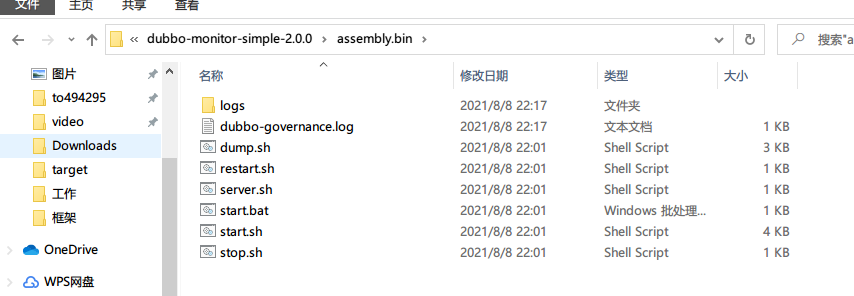 文件 主页 共享 查看
« dubbo-monitor-simple-2.0.0 › assembly.bin › 搜索"a
图片
to494295
video
Downloads
target
工作
框架
OneDrive
WPS网盘
名称 修改日期 类型 大小
logs 2021/8/8 22:17 文件夹
dubbo-governance.log 2021/8/8 22:17 文本文档 1 KB
dump.sh 2021/8/8 22:01 Shell Script 3 KB
restart.sh 2021/8/8 22:01 Shell Script 1 KB
server.sh 2021/8/8 22:01 Shell Script 1 KB
start.bat 2021/8/8 22:01 Windows 批处理... 1 KB
start.sh 2021/8/8 22:01 Shell Script 4 KB
stop.sh 2021/8/8 22:01 Shell Script 1 KB